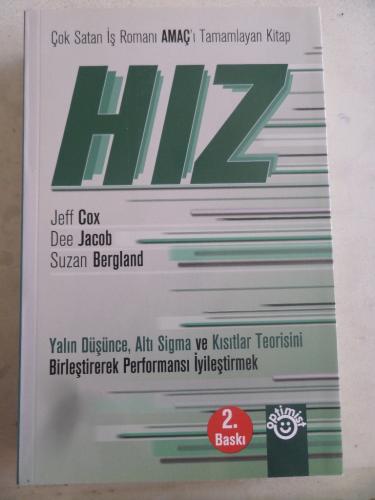 Çok Satan İş Romanı AMAÇ'ı Tamamlayan Kitap
HIZ
Jeff Cox
Dee Jacob
Suzan Bergland
Yalın Düşünce, Altı Sigma ve Kısıtlar Teorisini
Birleştirerek Performansı İyileştirmek
2.
Baskı
optimist